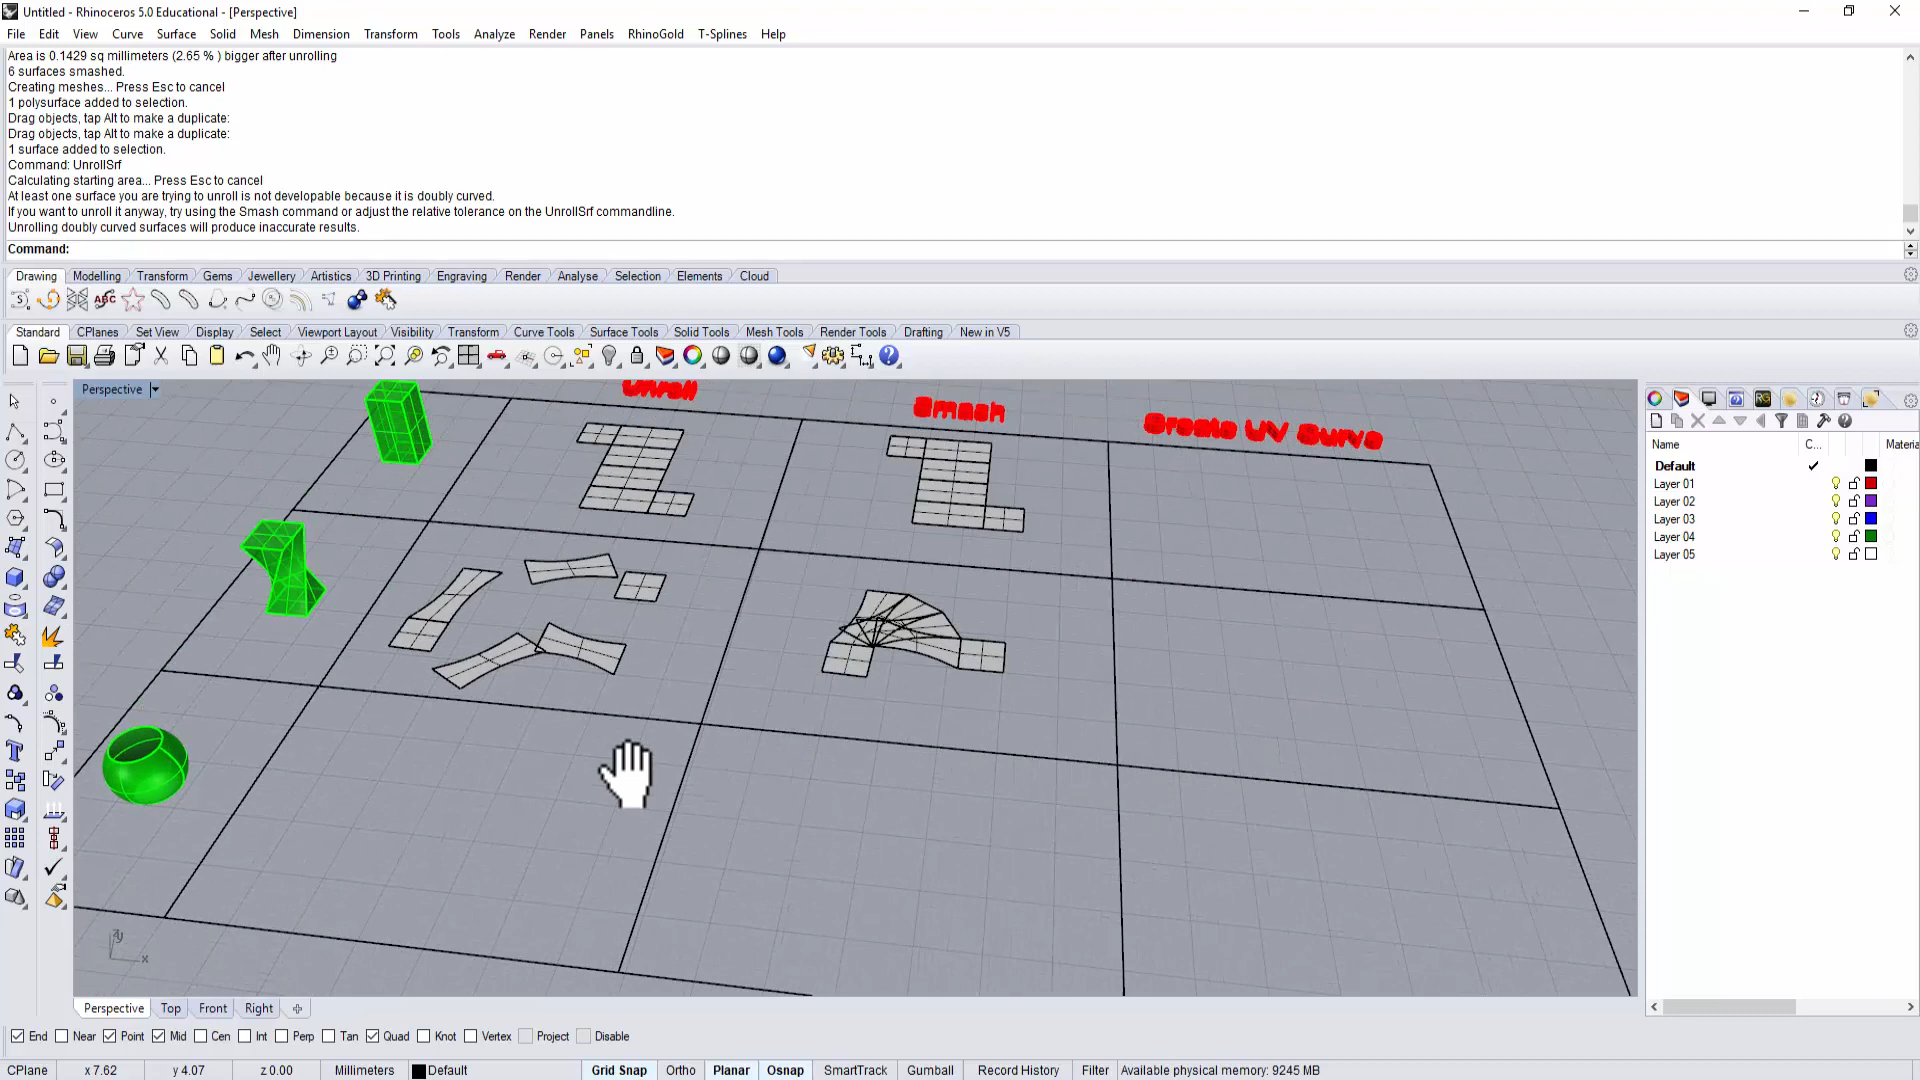 Untitled - Rhinoceros 5.0 Educational - [Perspective]
File Edit View Curve Surface Solid Mesh Dimension Transform Tools Analyze Render Panels RhinoGold T-Splines Help
Area is 0.1429 sq millimeters (2.65 % ) bigger after unrolling
6 surfaces smashed.
Creating meshes... Press Esc to cancel
1 polysurface added to selection.
Drag objects, tap Alt to make a duplicate:
Drag objects, tap Alt to make a duplicate:
1 surface added to selection.
Command: UnrollSrf
Calculating starting area... Press Esc to cancel
At least one surface you are trying to unroll is not developable because it is doubly curved.
If you want to unroll it anyway, try using the Smash command or adjust the relative tolerance on the UnrollSrf commandline.
Unrolling doubly curved surfaces will produce inaccurate results.
Command:
Drawing Modelling Transform Gems Jewellery Artistics 3D Printing Engraving Render Analyse Selection Elements Cloud
ABC
Standard CPlanes Set View Display Select Viewport Layout Visibility Transform Curve Tools Surface Tools Solid Tools Mesh Tools Render Tools Drafting New in V5
Perspective
Unroll
Smash
Create UV Curve
Name C... Materia
Default
Layer 01
Layer 02
Layer 03
Layer 04
Layer 05
y
x
Perspective Top Front Right
End Near Point Mid Cen Int Perp Tan Quad Knot Vertex Project Disable
CPlane x 7.62 y 4.07 z 0.00 Millimeters Default Grid Snap Ortho Planar Osnap SmartTrack Gumball Record History Filter Available physical memory: 9245 MB